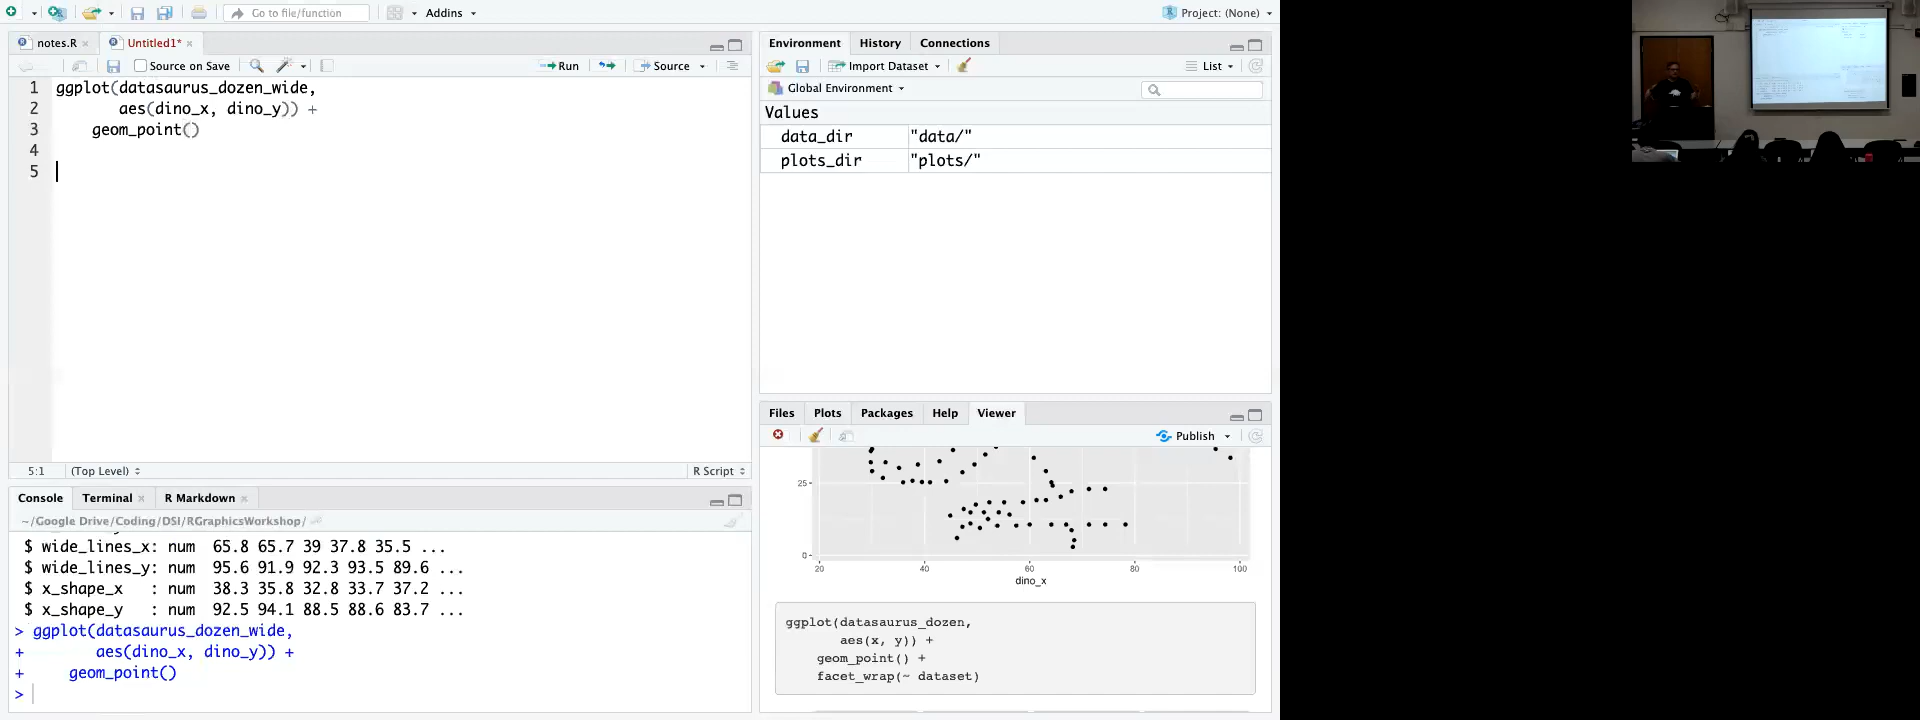 Go to file/function
Addins
Project: (None)
notes.R
Untitled1*
Source on Save
Run
Source
1 ggplot(datasaurus_dozen_wide,
2 aes(dino_x, dino_y)) +
3 geom_point()
4
5
5:1
(Top Level)
R Script
Console
Terminal
R Markdown
~/Google Drive/Coding/DSI/RGraphicsWorkshop/
$ wide_lines_x: num 65.8 65.7 39 37.8 35.5 ...
$ wide_lines_y: num 95.6 91.9 92.3 93.5 89.6 ...
$ x_shape_x : num 38.3 35.8 32.8 33.7 37.2 ...
$ x_shape_y : num 92.5 94.1 88.5 88.6 83.7 ...
> ggplot(datasaurus_dozen_wide,
+ aes(dino_x, dino_y)) +
+ geom_point()
>
Environment
History
Connections
Import Dataset
List
Global Environment
Values
data_dir "data/"
plots_dir "plots/"
Files
Plots
Packages
Help
Viewer
Publish
25
0
20 40 60 80 100
dino_x
ggplot(datasaurus_dozen,
aes(x, y)) +
geom_point() +
facet_wrap(~ dataset)